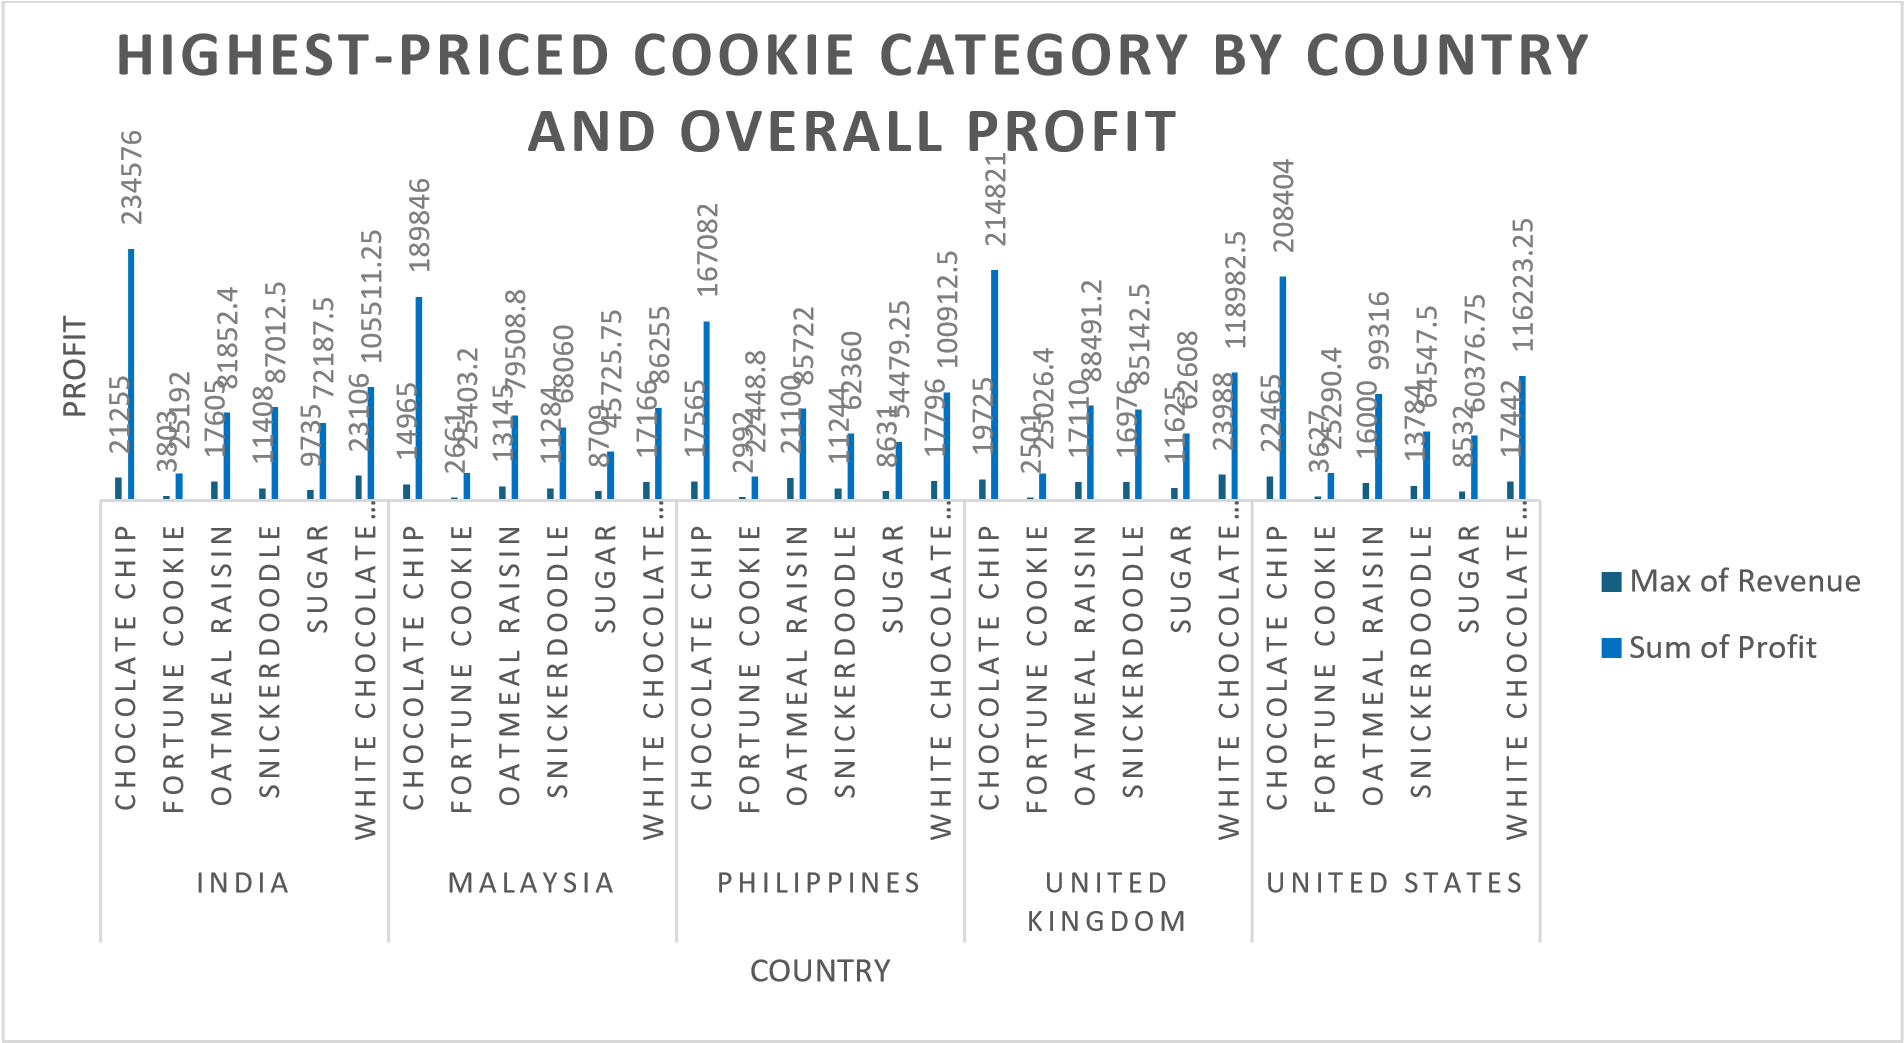 HIGHEST-PRICED COOKIE CATEGORY BY COUNTRY
AND OVERALL PROFIT
PROFIT
21255
234576
3803
25192
17605
81852.4
11408
87012.5
9735
72187.5
23106
105511.25
14965
189846
2661
25403.2
13145
79508.8
11284
68060
8709
45725.75
17166
86255
17565
167082
2992
22448.8
21100
85722
11244
62360
8631
54479.25
17796
100912.5
19725
214821
2501
25026.4
17110
88491.2
16976
85142.5
11625
62608
23988
118982.5
22465
208404
3627
25290.4
16000
99316
13784
64547.5
8532
60376.75
17442
116223.25
CHOCOLATE CHIP
FORTUNE COOKIE
OATMEAL RAISIN
SNICKERDOODLE
SUGAR
WHITE CHOCOLATE…
CHOCOLATE CHIP
FORTUNE COOKIE
OATMEAL RAISIN
SNICKERDOODLE
SUGAR
WHITE CHOCOLATE…
CHOCOLATE CHIP
FORTUNE COOKIE
OATMEAL RAISIN
SNICKERDOODLE
SUGAR
WHITE CHOCOLATE…
CHOCOLATE CHIP
FORTUNE COOKIE
OATMEAL RAISIN
SNICKERDOODLE
SUGAR
WHITE CHOCOLATE…
CHOCOLATE CHIP
FORTUNE COOKIE
OATMEAL RAISIN
SNICKERDOODLE
SUGAR
WHITE CHOCOLATE…
INDIA
MALAYSIA
PHILIPPINES
UNITED
KINGDOM
UNITED STATES
COUNTRY
Max of Revenue
Sum of Profit